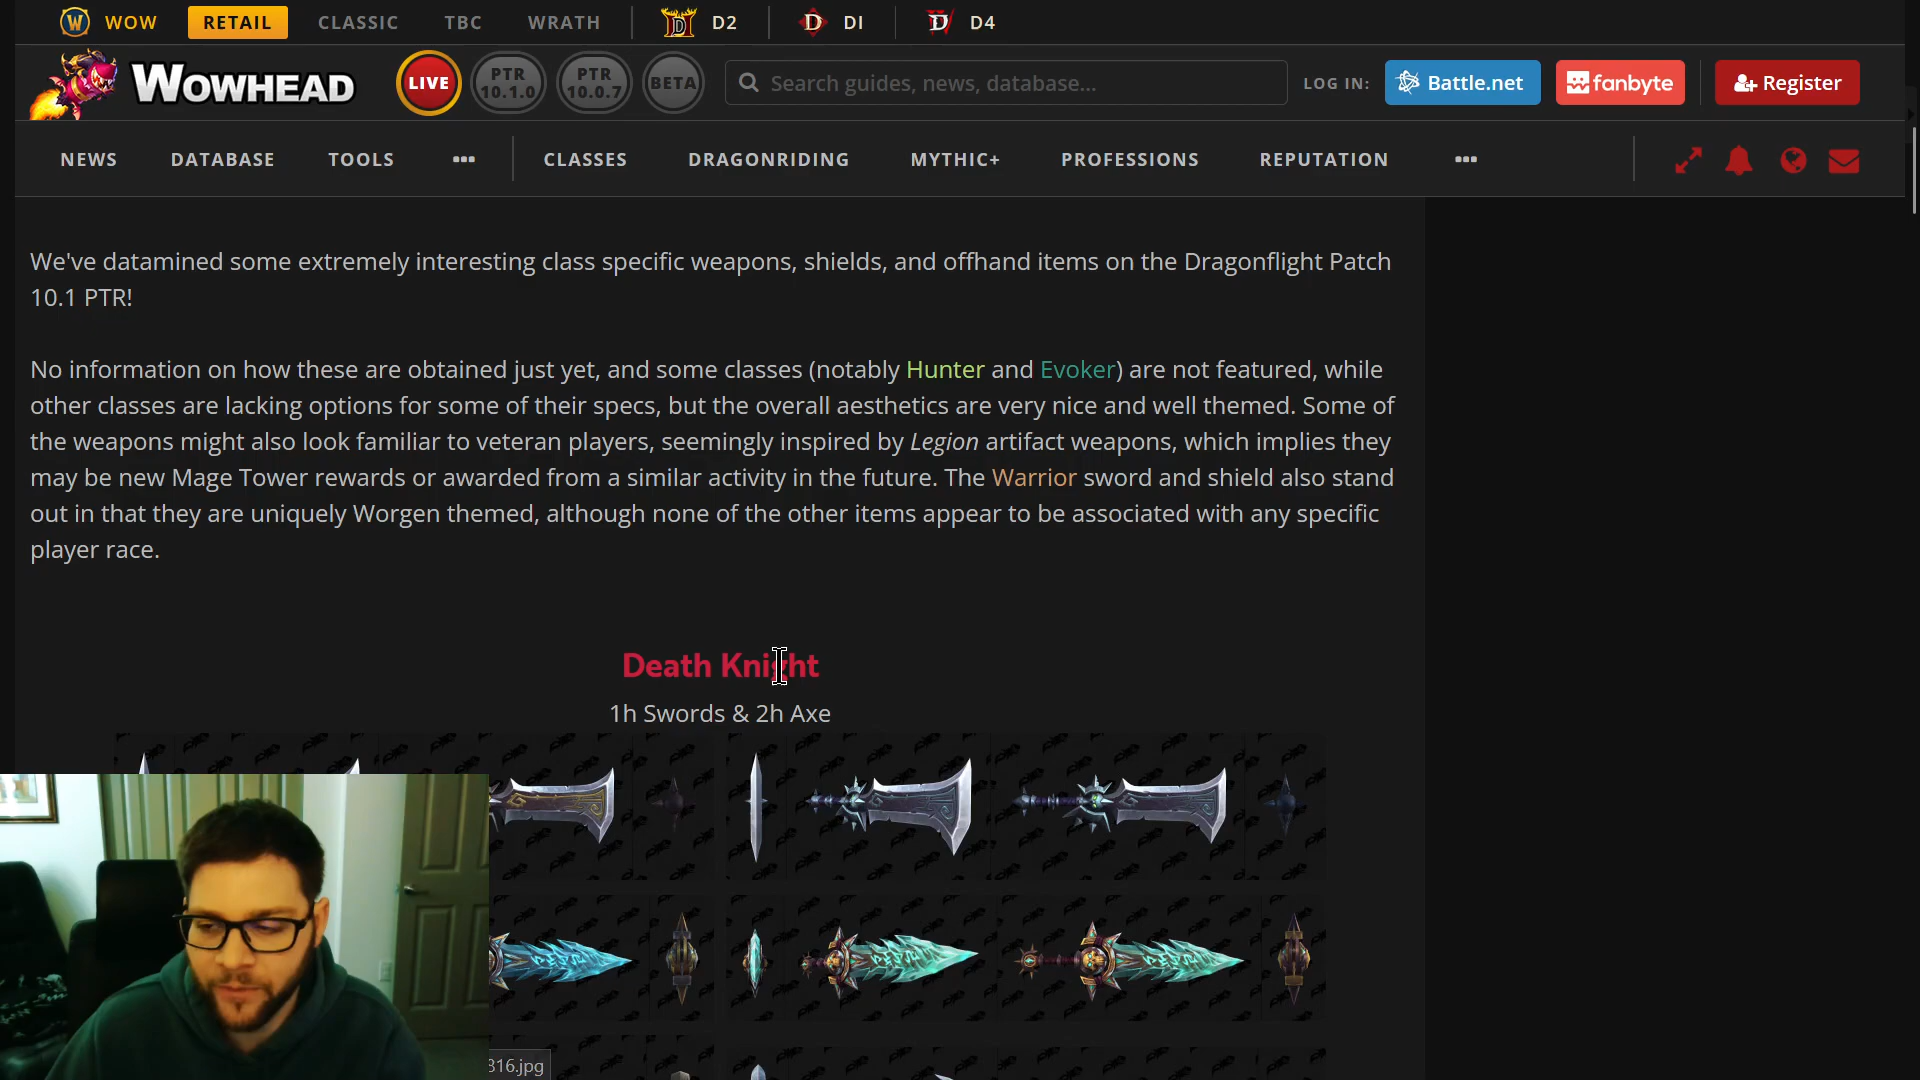 WOW RETAIL CLASSIC TBC WRATH D2 DI D4
WOWHEAD LIVE PTR 10.1.0 PTR 10.0.7 BETA Search guides, news, database... LOG IN: Battle.net fanbyte Register
NEWS DATABASE TOOLS ••• CLASSES DRAGONRIDING MYTHIC+ PROFESSIONS REPUTATION •••
We've datamined some extremely interesting class specific weapons, shields, and offhand items on the Dragonflight Patch
10.1 PTR!
No information on how these are obtained just yet, and some classes (notably Hunter and Evoker) are not featured, while
other classes are lacking options for some of their specs, but the overall aesthetics are very nice and well themed. Some of
the weapons might also look familiar to veteran players, seemingly inspired by Legion artifact weapons, which implies they
may be new Mage Tower rewards or awarded from a similar activity in the future. The Warrior sword and shield also stand
out in that they are uniquely Worgen themed, although none of the other items appear to be associated with any specific
player race.
Death Knight
1h Swords & 2h Axe
816.jpg